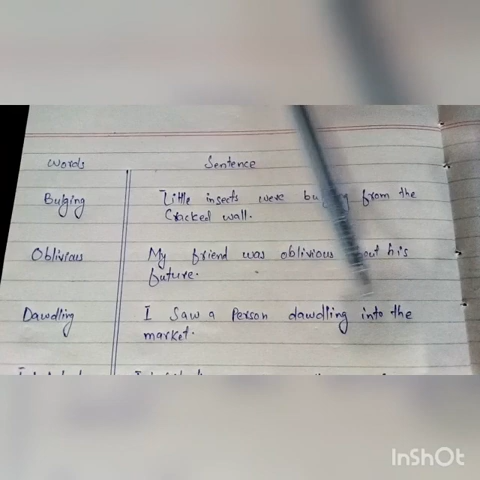 Words Sentence
Bulging Little insects were from the
Cracked wall.
Oblivious My friend was oblivious his
future.
Dawdling I Saw a Person dawdling into the
market.
InShOt